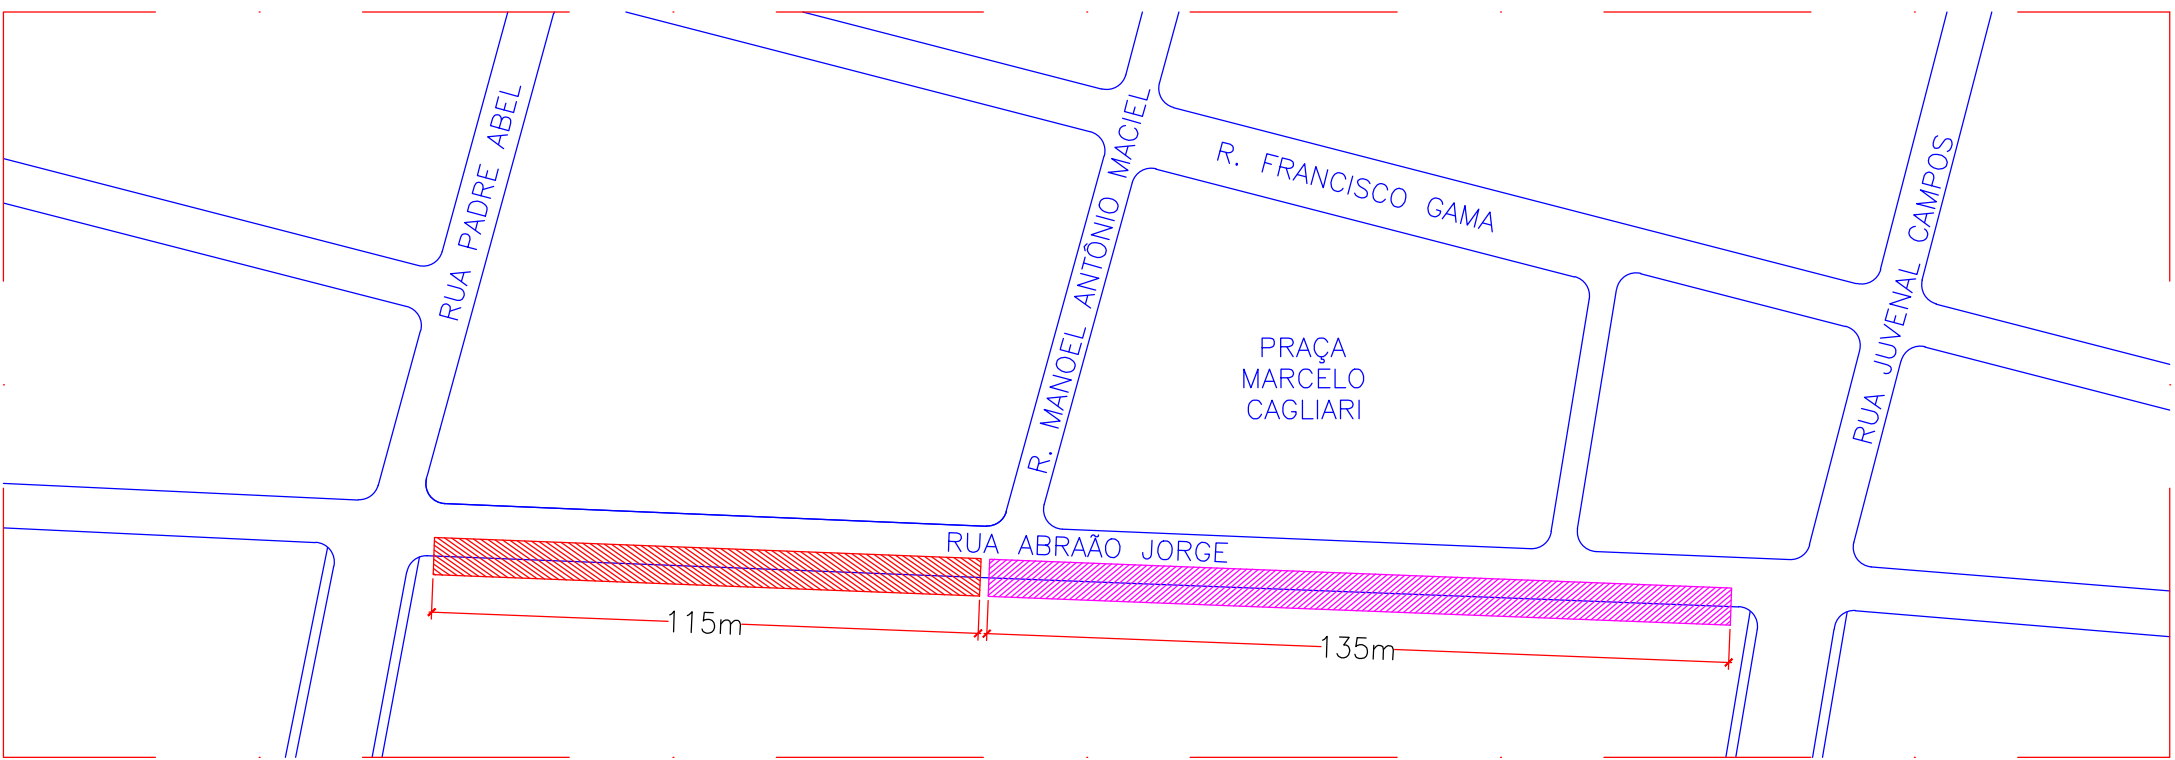 RUA PADRE ABEL
R. MANOEL ANTÔNIO MACIEL
R. FRANCISCO GAMA
RUA JUVENAL CAMPOS
PRAÇA
MARCELO
CAGLIARI
RUA ABRAÃO JORGE
115m
135m